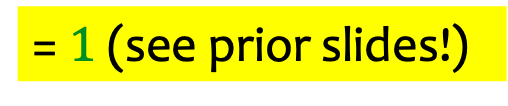 = 1 (see prior slides!)